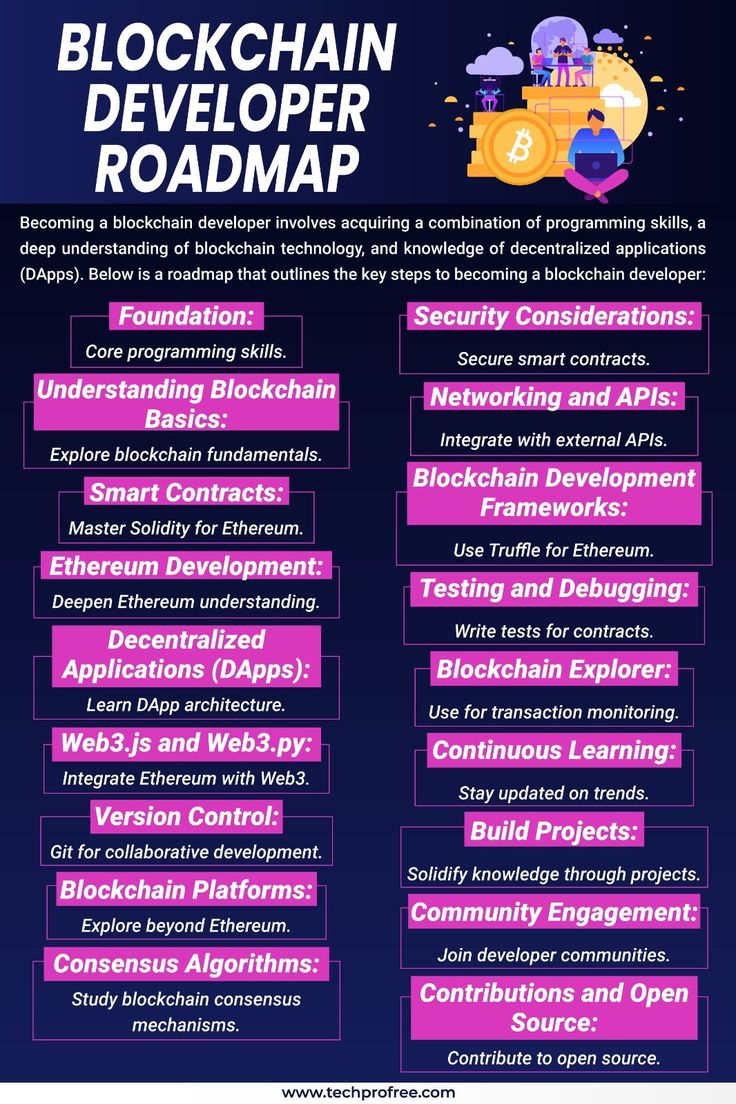 BLOCKCHAIN
DEVELOPER
ROADMAP
Becoming a blockchain developer involves acquiring a combination of programming skills, a
deep understanding of blockchain technology, and knowledge of decentralized applications
(DApps). Below is a roadmap that outlines the key steps to becoming a blockchain developer:
Foundation:
Core programming skills.
Understanding Blockchain
Basics:
Explore blockchain fundamentals.
Smart Contracts:
Master Solidity for Ethereum.
Ethereum Development:
Deepen Ethereum understanding.
Decentralized
Applications (DApps):
Learn DApp architecture.
Web3.js and Web3.py:
Integrate Ethereum with Web3.
Version Control:
Git for collaborative development.
Blockchain Platforms:
Explore beyond Ethereum.
Consensus Algorithms:
Study blockchain consensus
mechanisms.
Security Considerations:
Secure smart contracts.
Networking and APIs:
Integrate with external APIs.
Blockchain Development
Frameworks:
Use Truffle for Ethereum.
Testing and Debugging:
Write tests for contracts.
Blockchain Explorer:
Use for transaction monitoring.
Continuous Learning:
Stay updated on trends.
Build Projects:
Solidify knowledge through projects.
Community Engagement:
Join developer communities.
Contributions and Open
Source:
Contribute to open source.
www.techprofree.com